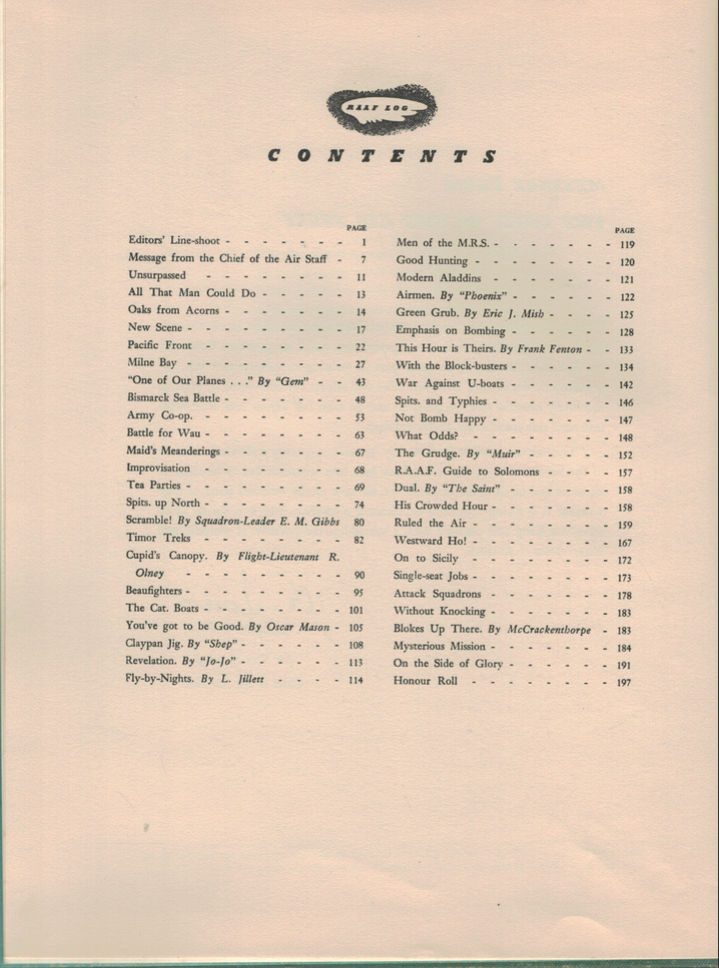 RAAF LOG
CONTENTS
PAGE
Editors' Line-shoot - - - - - - - 1
Message from the Chief of the Air Staff - 7
Unsurpassed - - - - - - - 11
All That Man Could Do - - - - - 13
Oaks from Acorns - - - - - - - 14
New Scene - - - - - - - - - 17
Pacific Front - - - - - - - 22
Milne Bay - - - - - - - - 27
"One of Our Planes . . ." By "Gem" - - 43
Bismarck Sea Battle - - - - - - - 48
Army Co-op. - - - - - - - - 53
Battle for Wau - - - - - - - - 63
Maid's Meanderings - - - - - - - 67
Improvisation - - - - - - - - 68
Tea Parties - - - - - - - - - 69
Spits. up North - - - - - - - - 74
Scramble! By Squadron-Leader E. M. Gibbs 80
Timor Treks - - - - - - - 82
Cupid's Canopy. By Flight-Lieutenant R.
Olney - - - - - - - - 90
Beaufighters - - - - - - - - - 95
The Cat. Boats - - - - - - - - 101
You've got to be Good. By Oscar Mason - 105
Claypan Jig. By "Shep" - - - - - - 108
Revelation. By "Jo-Jo" - - - - - - 113
Fly-by-Nights. By L. Jillett - - - - 114
PAGE
Men of the M.R.S. - - - - - - - 119
Good Hunting - - - - - - - - 120
Modern Aladdins - - - - - - - 121
Airmen. By "Phoenix" - - - - - - 122
Green Grub. By Eric J. Mish - - - - 125
Emphasis on Bombing - - - - - - 128
This Hour is Theirs. By Frank Fenton - - 133
With the Block-busters - - - - - - 134
War Against U-boats - - - - - - 142
Spits. and Typhies - - - - - - - 146
Not Bomb Happy - - - - - - - 147
What Odds? - - - - - - - - 148
The Grudge. By "Muir" - - - - - 152
R.A.A.F. Guide to Solomons - - - - 157
Dual. By "The Saint" - - - - - - 158
His Crowded Hour - - - - - - - 158
Ruled the Air - - - - - - - - 159
Westward Ho! - - - - - - - - 167
On to Sicily - - - - - - - - 172
Single-seat Jobs - - - - - - - - 173
Attack Squadrons - - - - - - - 178
Without Knocking - - - - - - - 183
Blokes Up There. By McCrackenthorpe - 183
Mysterious Mission - - - - - - - 184
On the Side of Glory - - - - - - 191
Honour Roll - - - - - - - - 197